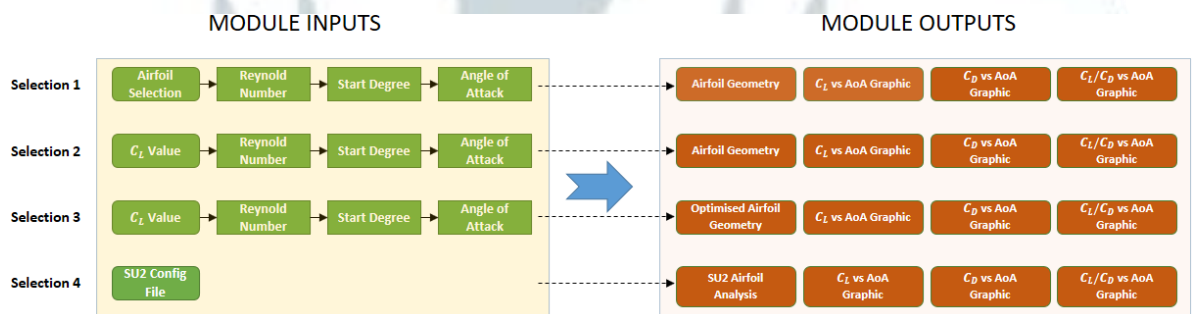 MODULE INPUTS
MODULE OUTPUTS
Selection 1
Airfoil
Selection
Reynold
Number
Start Degree
Angle of
Attack
Airfoil Geometry
C_L vs AoA Graphic
C_D vs AoA
Graphic
C_L/C_D vs AoA
Graphic
Selection 2
C_L Value
Reynold
Number
Start Degree
Angle of
Attack
Airfoil Geometry
C_L vs AoA Graphic
C_D vs AoA
Graphic
C_L/C_D vs AoA
Graphic
Selection 3
C_L Value
Reynold
Number
Start Degree
Angle of
Attack
Optimised Airfoil
Geometry
C_L vs AoA Graphic
C_D vs AoA
Graphic
C_L/C_D vs AoA
Graphic
Selection 4
SU2 Config
File
SU2 Airfoil
Analysis
C_L vs AoA
Graphic
C_D vs AoA
Graphic
C_L/C_D vs AoA
Graphic